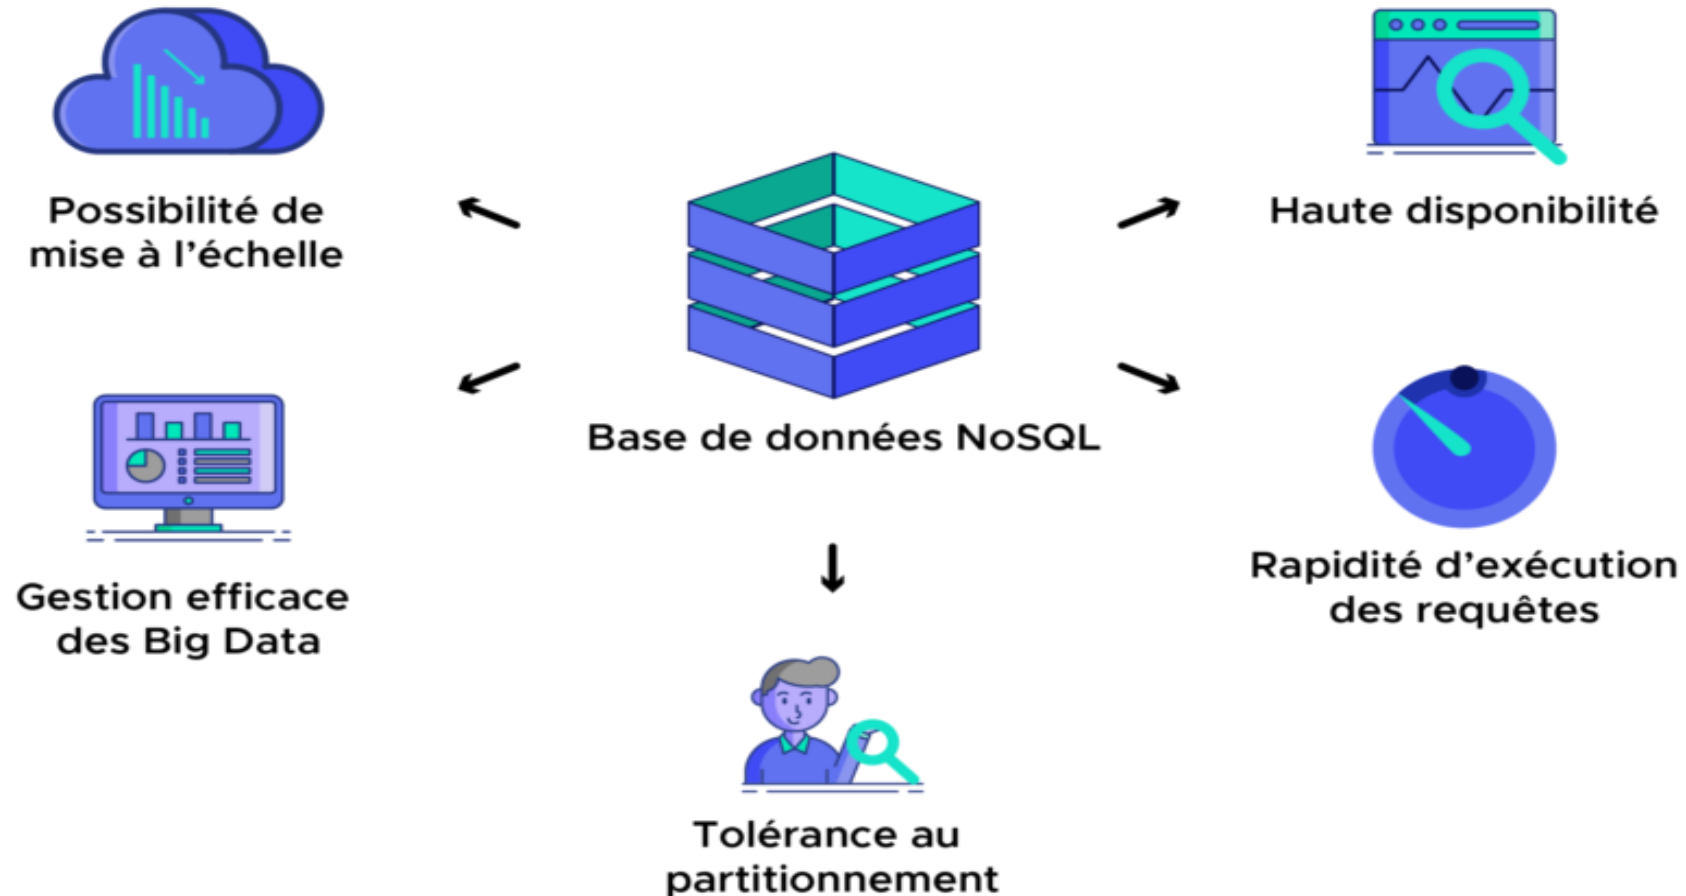 Possibilité de
mise à l'échelle
Haute disponibilité
Base de données NoSQL
Gestion efficace
des Big Data
Rapidité d'exécution
des requêtes
Tolérance au
partitionnement